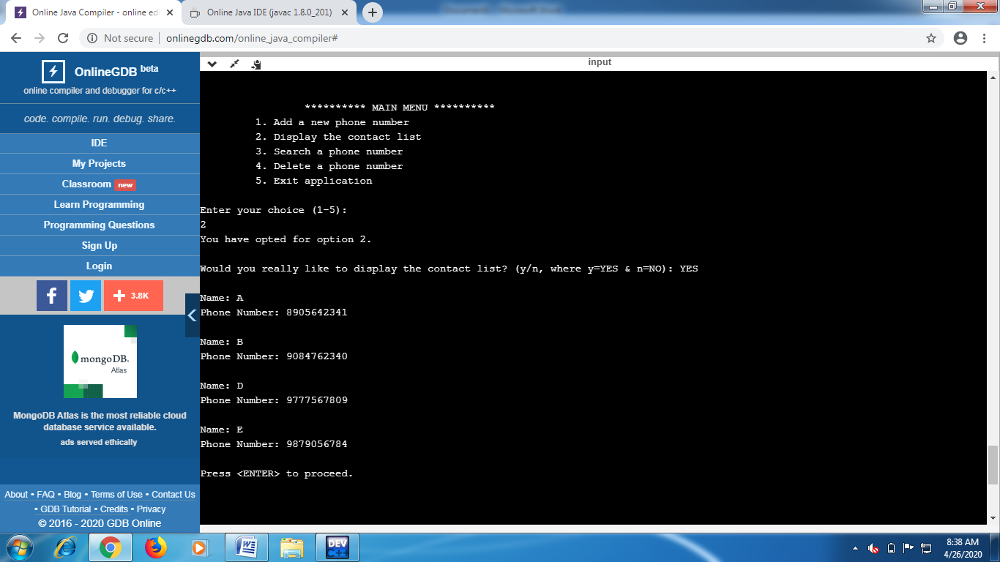 Online Java Compiler - online edi
Online Java IDE (javac 1.8.0_201)
Not secure
onlinegdb.com/online_java_compiler#
OnlineGDB beta
online compiler and debugger for c/c++
code. compile. run. debug. share.
IDE
My Projects
Classroom new
Learn Programming
Programming Questions
Sign Up
Login
3.8K
mongoDB.
Atlas
MongoDB Atlas is the most reliable cloud
database service available.
ads served ethically
About • FAQ • Blog • Terms of Use • Contact Us
• GDB Tutorial • Credits • Privacy
© 2016 - 2020 GDB Online
input
********** MAIN MENU **********
1. Add a new phone number
2. Display the contact list
3. Search a phone number
4. Delete a phone number
5. Exit application
Enter your choice (1-5):
2
You have opted for option 2.
Would you really like to display the contact list? (y/n, where y=YES & n=NO): YES
Name: A
Phone Number: 8905642341
Name: B
Phone Number: 9084762340
Name: D
Phone Number: 9777567809
Name: E
Phone Number: 9879056784
Press <ENTER> to proceed.
DEV
C++
8:38 AM
4/26/2020